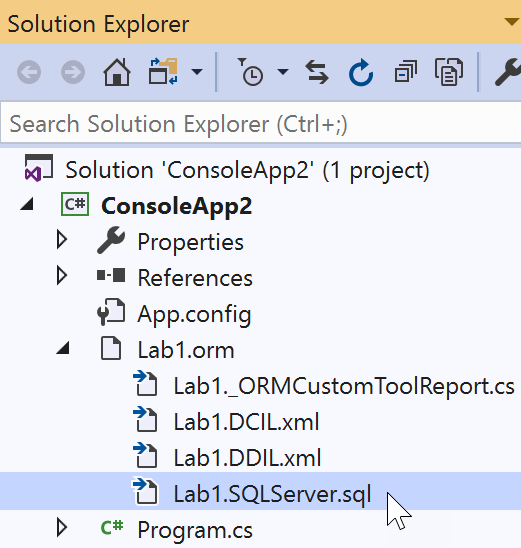 Solution Explorer
Search Solution Explorer (Ctrl+;)
Solution 'ConsoleApp2' (1 project)
C# ConsoleApp2
Properties
References
App.config
Lab1.orm
Lab1._ORMCustomToolReport.cs
Lab1.DCIL.xml
Lab1.DDIL.xml
Lab1.SQLServer.sql
C# Program.cs